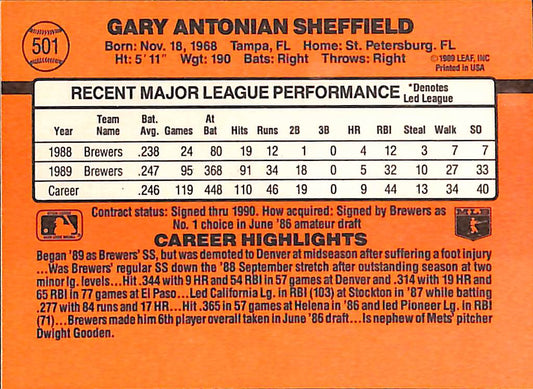 501
GARY ANTONIAN SHEFFIELD
Born: Nov. 18, 1968 Tampa, FL Home: St. Petersburg, FL
Ht: 5'11" Wgt: 190 Bats: Right Throws: Right
©1989 LEAF, INC
Printed in USA
RECENT MAJOR LEAGUE PERFORMANCE *Denotes Led League
Year Team Name Bat. Avg. Games At Bat Hits Runs 2B 3B HR RBI Steal Walk SO
1988 Brewers .238 24 80 19 12 1 0 4 12 3 7 7
1989 Brewers .247 95 368 91 34 18 0 5 32 10 27 33
Career .246 119 448 110 46 19 0 9 44 13 34 40
Contract status: Signed thru 1990. How acquired: Signed by Brewers as
No. 1 choice in June '86 amateur draft
MLB
CAREER HIGHLIGHTS
Began '89 as Brewers' SS, but was demoted to Denver at midseason after suffering a foot injury
...Was Brewers' regular SS down the '88 September stretch after outstanding season at two
minor lg. levels...Hit .344 with 9 HR and 54 RBI in 57 games at Denver and .314 with 19 HR and
65 RBI in 77 games at El Paso...Led California Lg. in RBI (103) at Stockton in '87 while batting
.277 with 84 runs and 17 HR...Hit .365 in 57 games at Helena in '86 and led Pioneer Lg. in RBI
(71)...Brewers made him 6th player overall taken in June '86 draft...Is nephew of Mets' pitcher
Dwight Gooden.